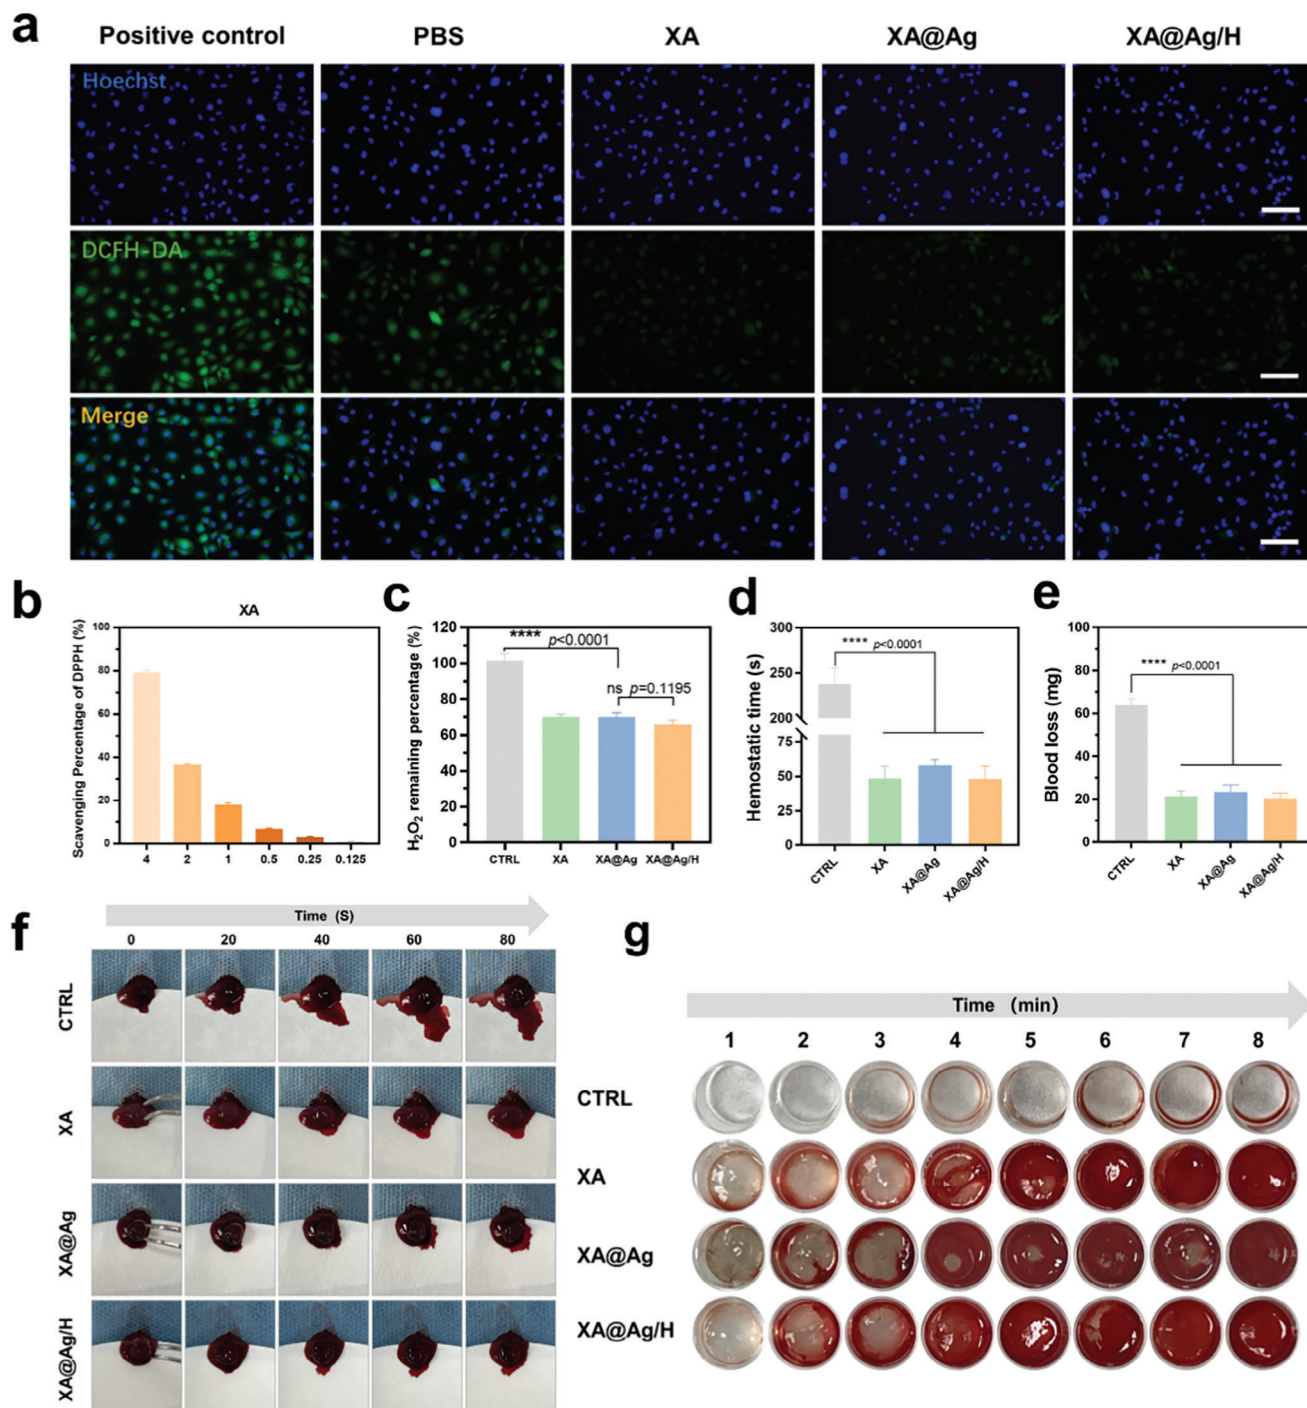 a
Positive control PBS XA XA@Ag XA@Ag/H
Hoechst
DCFH-DA
Merge
b
XA
Scavenging Percentage of DPPH (%)
100
80
60
40
20
0
4 2 1 0.5 0.25 0.125
c
H₂O₂ remaining percentage (%)
120
100
80
60
40
20
0
**** p<0.0001
ns p=0.1195
CTRL XA XA@Ag XA@Ag/H
d
Hemostatic time (s)
300
250
200
75
50
25
0
**** p<0.0001
CTRL XA XA@Ag XA@Ag/H
e
Blood loss (mg)
100
80
60
40
20
0
**** p<0.0001
CTRL XA XA@Ag XA@Ag/H
f
Time (S)
0 20 40 60 80
CTRL
XA
XA@Ag
XA@Ag/H
g
Time (min)
1 2 3 4 5 6 7 8
CTRL
XA
XA@Ag
XA@Ag/H